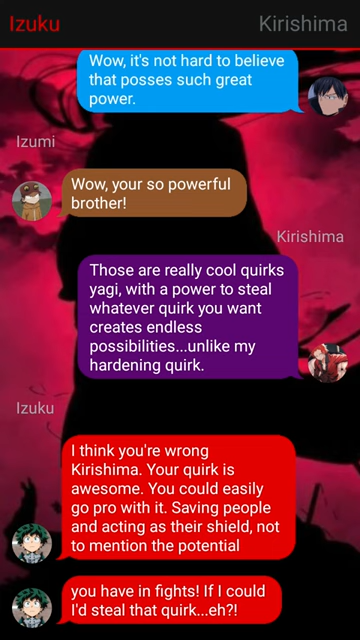 Izuku
Kirishima
Wow, it's not hard to believe
that posses such great
power.
Izumi
Wow, your so powerful
brother!
Kirishima
Those are really cool quirks
yagi, with a power to steal
whatever quirk you want
creates endless
possibilities...unlike my
hardening quirk.
Izuku
I think you're wrong
Kirishima. Your quirk is
awesome. You could easily
go pro with it. Saving people
and acting as their shield, not
to mention the potential
you have in fights! If I could
I'd steal that quirk...eh?!